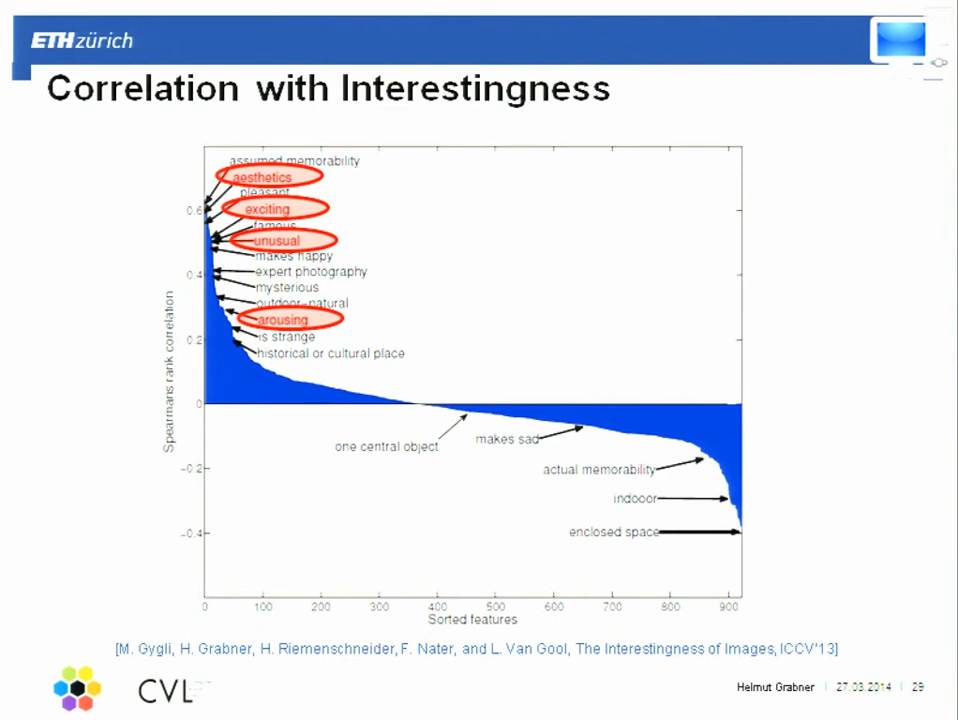 ETH zürich
Correlation with Interestingness
assumed memorability
aesthetics
pleasant
exciting
famous
unusual
makes happy
expert photography
mysterious
outdoor-natural
arousing
is strange
historical or cultural place
0.6
0.4
0.2
0
-0.2
-0.4
Spearmans rank correlation
one central object
makes sad
actual memorability
indooor
enclosed space
0 100 200 300 400 500 600 700 800 900
Sorted features
[M. Gygli, H. Grabner, H. Riemenschneider, F. Nater, and L. Van Gool, The Interestingness of Images, ICCV'13]
CVL
Helmut Grabner | 27.03.2014 | 29